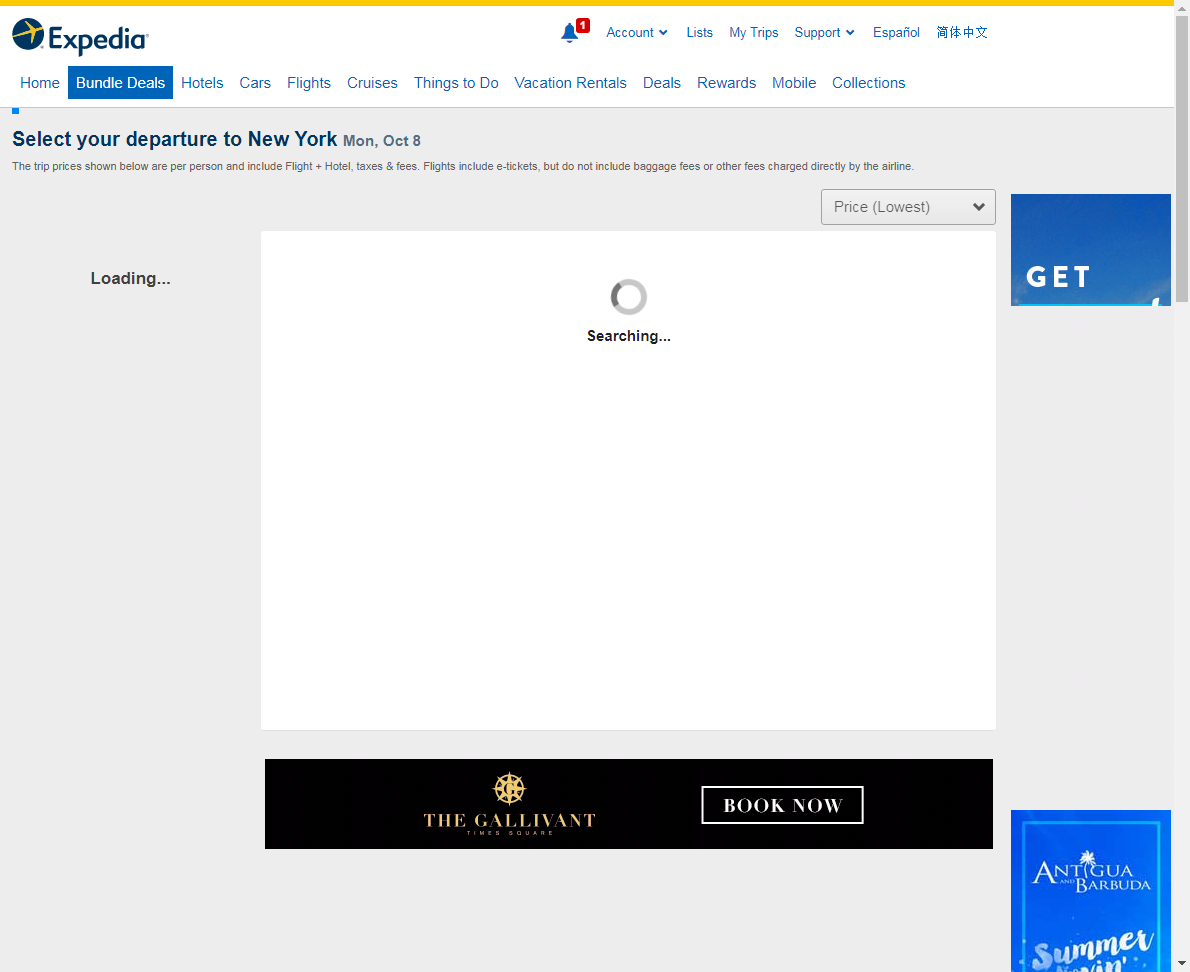 Expedia
1
Account
Lists
My Trips
Support
Español
简体中文
Home
Bundle Deals
Hotels
Cars
Flights
Cruises
Things to Do
Vacation Rentals
Deals
Rewards
Mobile
Collections
Select your departure to New York Mon, Oct 8
The trip prices shown below are per person and include Flight + Hotel, taxes & fees. Flights include e-tickets, but do not include baggage fees or other fees charged directly by the airline.
Price (Lowest)
GET
Loading...
Searching...
THE GALLIVANT
TIMES SQUARE
BOOK NOW
ANTIGUA
AND BARBUDA
Summer